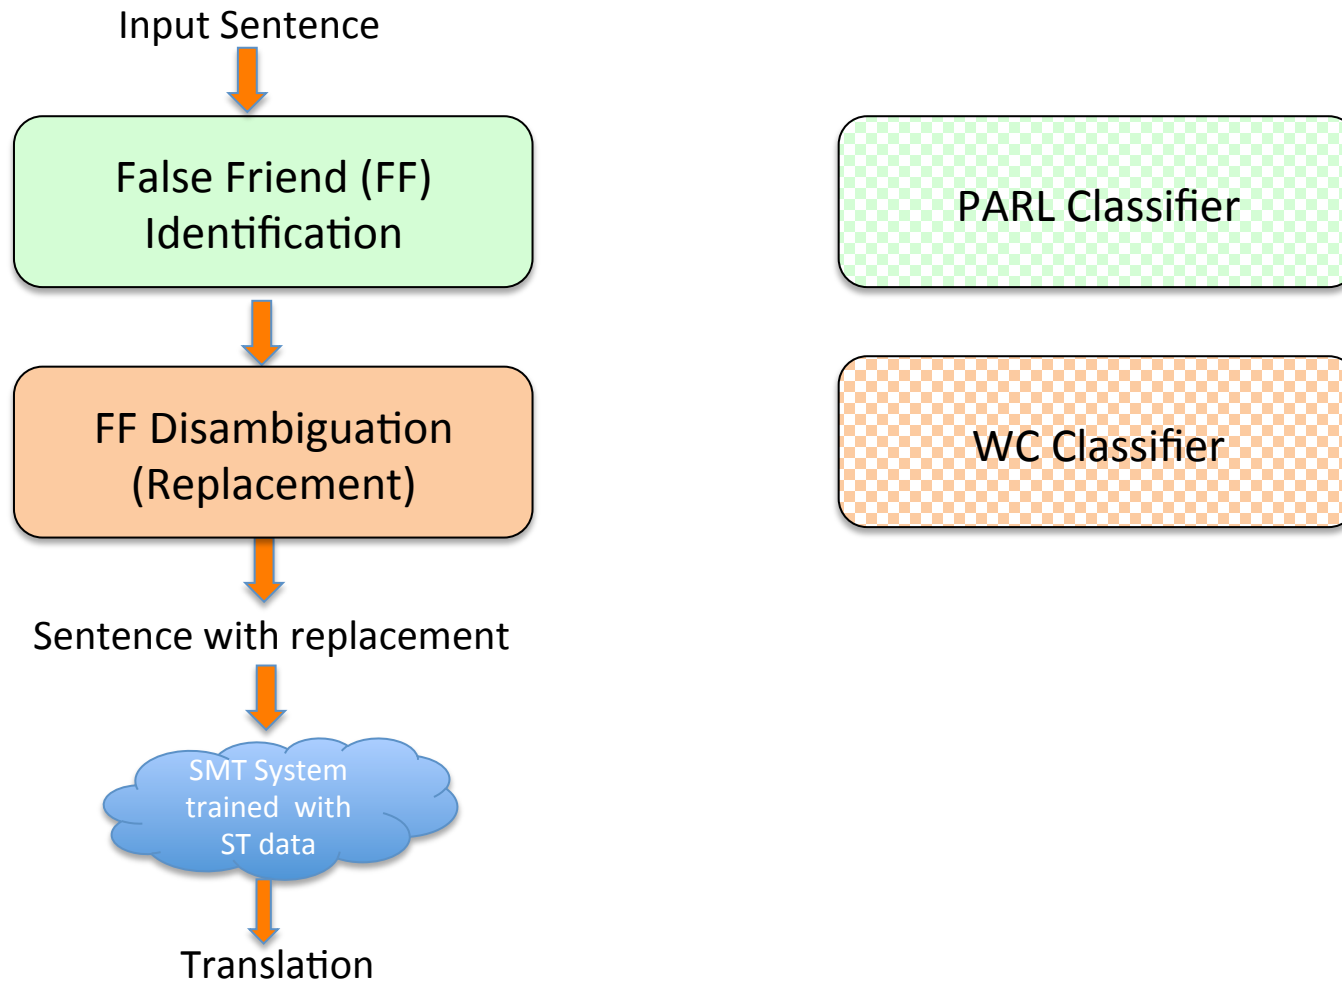 Input Sentence
False Friend (FF)
Identification
PARL Classifier
FF Disambiguation
(Replacement)
WC Classifier
Sentence with replacement
SMT System
trained with
ST data
Translation